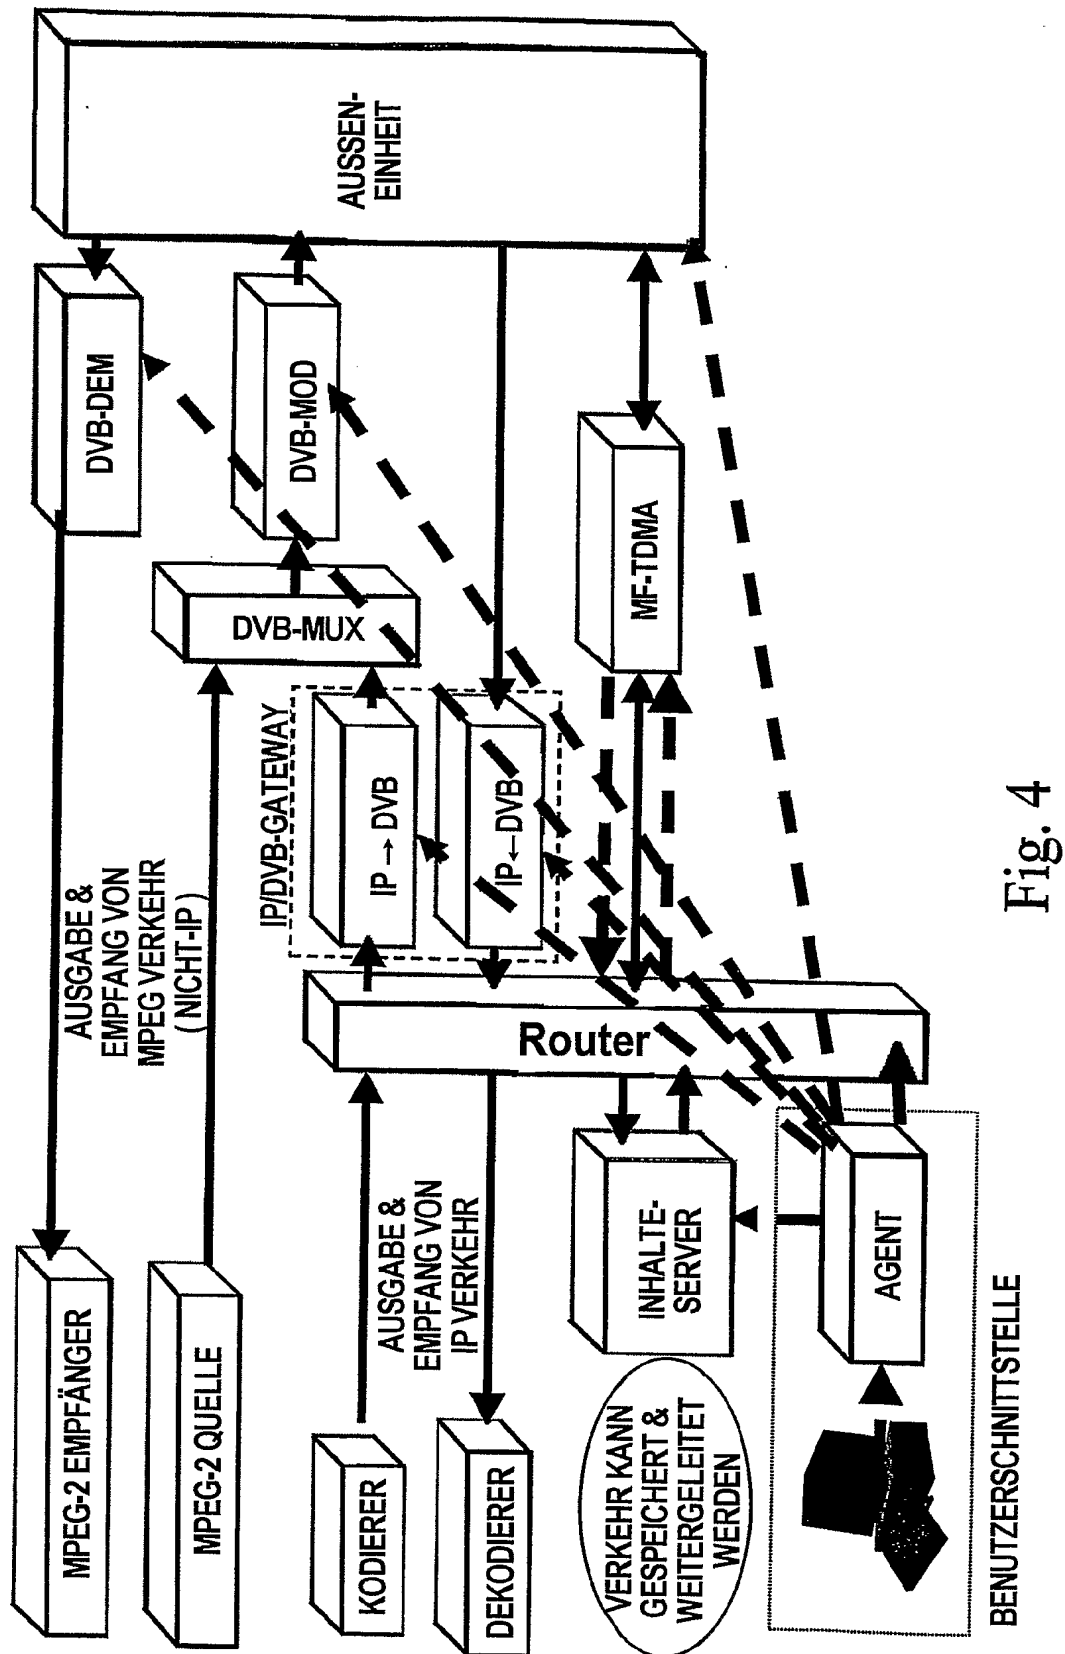 MPEG-2 EMPFÄNGER
MPEG-2 QUELLE
KODIERER
DEKODIERER
VERKEHR KANN
GESPEICHERT &
WEITERGELEITET
WERDEN
BENUTZERSCHNITTSTELLE
AUSGABE &
EMPFANG VON
MPEG VERKEHR
(NICHT-IP)
AUSGABE &
EMPFANG VON
IP VERKEHR
INHALTE-
SERVER
AGENT
Router
IP/DVB-GATEWAY
IP → DVB
IP ← DVB
DVB-MUX
DVB-DEM
DVB-MOD
MF-TDMA
AUSSEN-
EINHEIT
Fig. 4